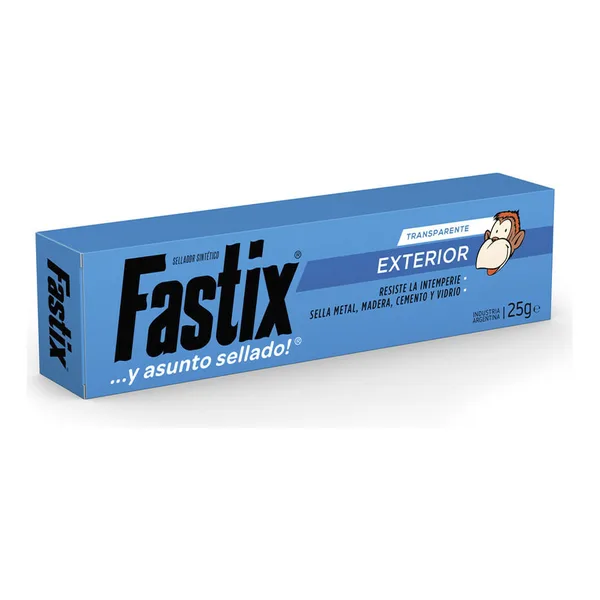 Fastix
SELLADOR SINTÉTICO
Fastix®
...y asunto sellado!®
TRANSPARENTE
EXTERIOR
RESISTE LA INTEMPERIE •
SELLA METAL, MADERA, CEMENTO Y VIDRIO •
INDUSTRIA
ARGENTINA
25g℮